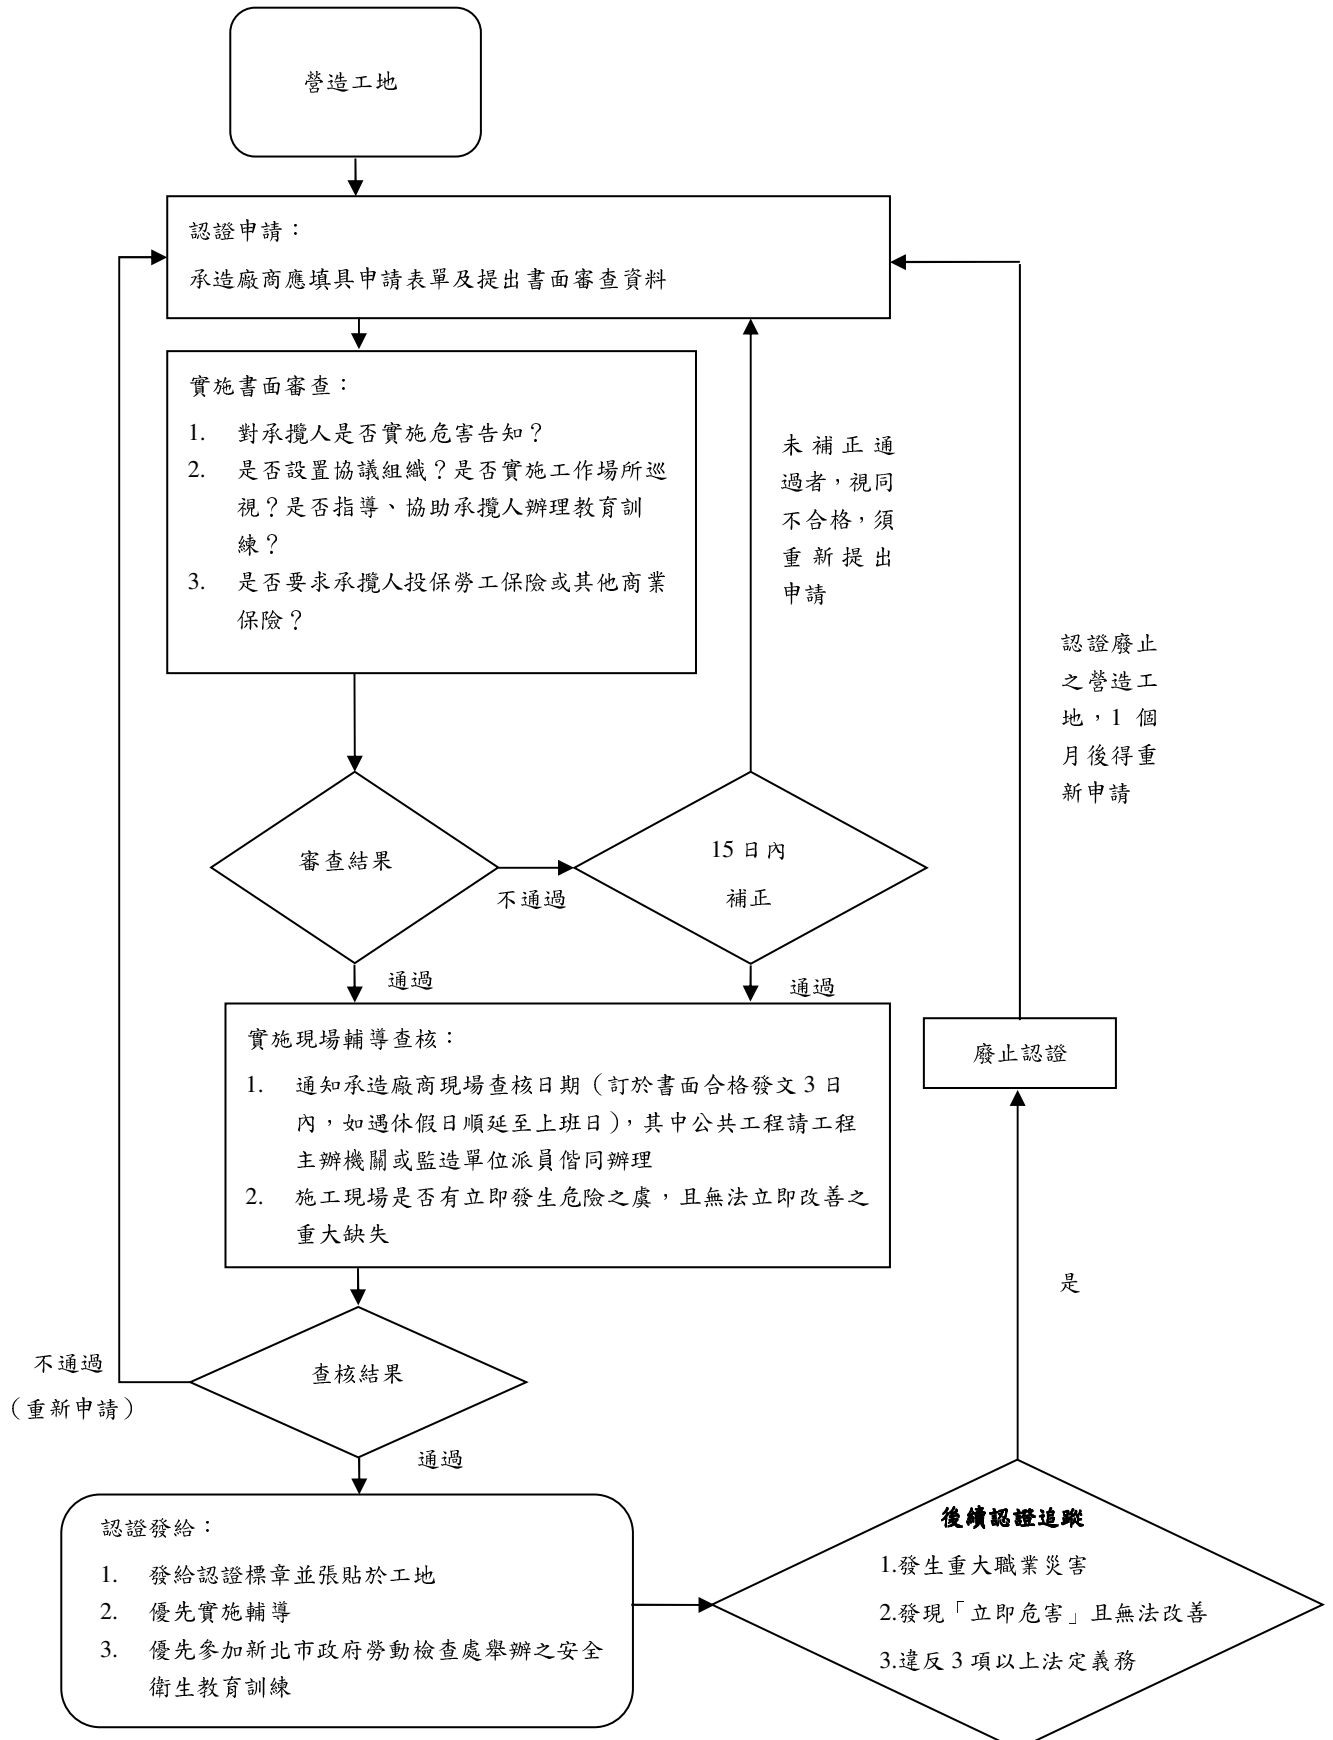 營造工地
認證申請：
承造廠商應填具申請表單及提出書面審查資料
實施書面審查：
1. 對承攬人是否實施危害告知？
2. 是否設置協議組織？是否實施工作場所巡
視？是否指導、協助承攬人辦理教育訓
練？
3. 是否要求承攬人投保勞工保險或其他商業
保險？
未補正通
過者，視同
不合格，須
重新提出
申請
認證廢止
之營造工
地，1 個
月後得重
新申請
審查結果
不通過
15 日內
補正
通過
通過
實施現場輔導查核：
1. 通知承造廠商現場查核日期（訂於書面合格發文 3 日
內，如遇休假日順延至上班日），其中公共工程請工程
主辦機關或監造單位派員偕同辦理
2. 施工現場是否有立即發生危險之虞，且無法立即改善之
重大缺失
廢止認證
是
查核結果
不通過
（重新申請）
通過
認證發給：
1. 發給認證標章並張貼於工地
2. 優先實施輔導
3. 優先參加新北市政府勞動檢查處舉辦之安全
衛生教育訓練
後續認證追蹤
1.發生重大職業災害
2.發現「立即危害」且無法改善
3.違反 3 項以上法定義務